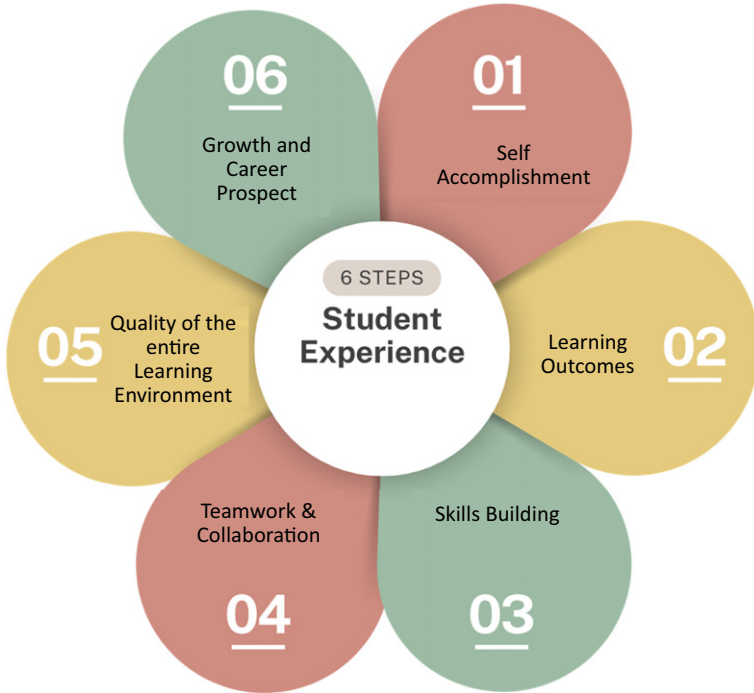 6 STEPS
Student
Experience
01
Self
Accomplishment
Learning
Outcomes
02
Skills Building
03
Teamwork &
Collaboration
04
05
Quality of the
entire
Learning
Environment
06
Growth and
Career
Prospect